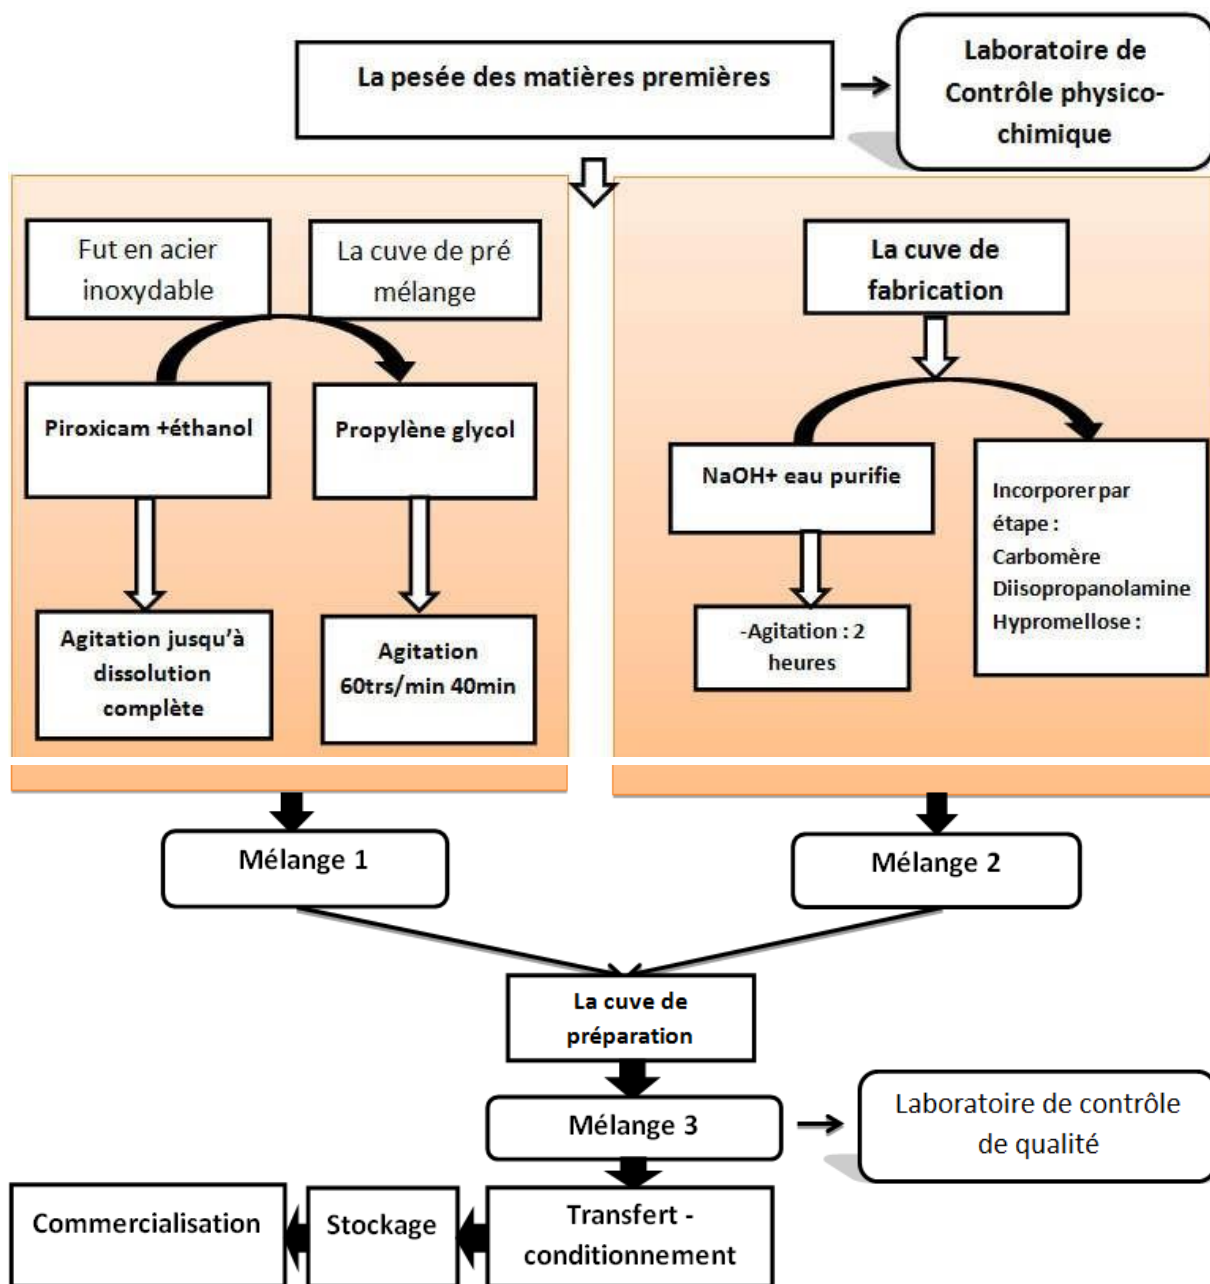 La pesée des matières premières
Laboratoire de
Contrôle physico-
chimique
Fut en acier
inoxydable
La cuve de pré
mélange
La cuve de
fabrication
Piroxicam +éthanol
Propylène glycol
NaOH+ eau purifie
Incorporer par
étape :
Carbomère
Diisopropanolamine
Hypromellose :
Agitation jusqu’à
dissolution
complète
Agitation
60trs/min 40min
-Agitation : 2
heures
Mélange 1
Mélange 2
La cuve de
préparation
Mélange 3
Laboratoire de contrôle
de qualité
Commercialisation
Stockage
Transfert -
conditionnement